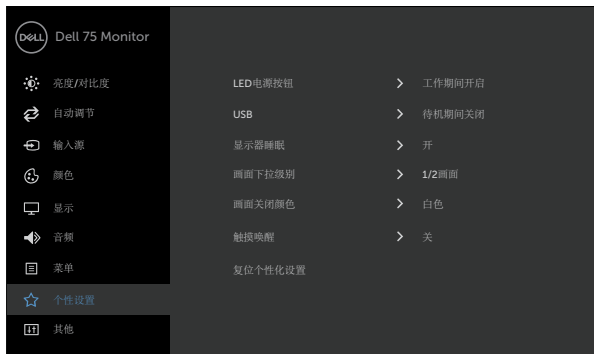 DELL Dell 75 Monitor
亮度/对比度 LED电源按钮 工作期间开启
自动调节 USB 待机期间关闭
输入源 显示器睡眠 开
颜色 画面下拉级别 1/2画面
显示 画面关闭颜色 白色
音频 触摸唤醒 关
菜单 复位个性化设置
个性设置
其他